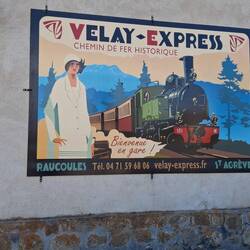 VELAY-EXPRESS
CHEMIN DE FER HISTORIQUE
Bienvenue
en gare !
RAUCOULES Tél. 04 71 59 68 06 velay-express.fr ST AGRÈVE